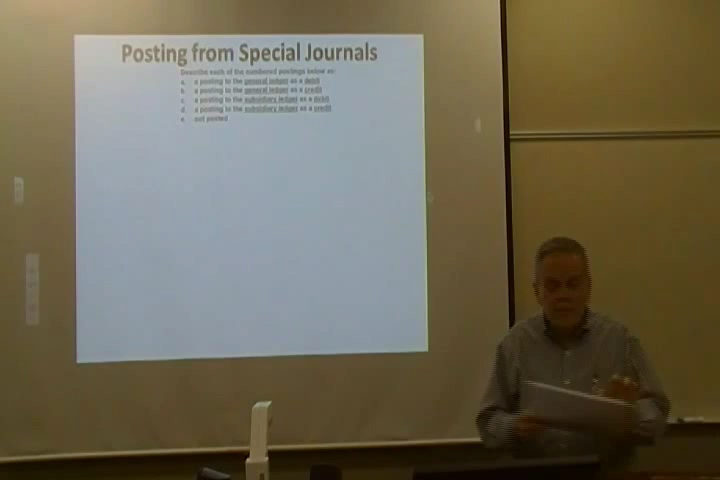 Posting from Special Journals
Describe each of the numbered postings below as:
a. a posting to the general ledger as a debit
b. a posting to the general ledger as a credit
c. a posting to the subsidiary ledger as a debit
d. a posting to the subsidiary ledger as a credit
e. not posted